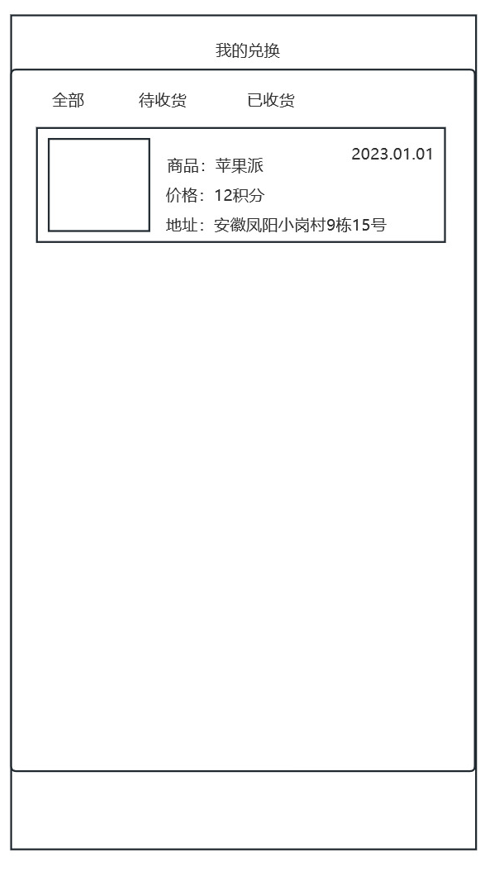 我的兑换
全部 待收货 已收货
2023.01.01
商品：苹果派
价格：12积分
地址：安徽凤阳小岗村9栋15号